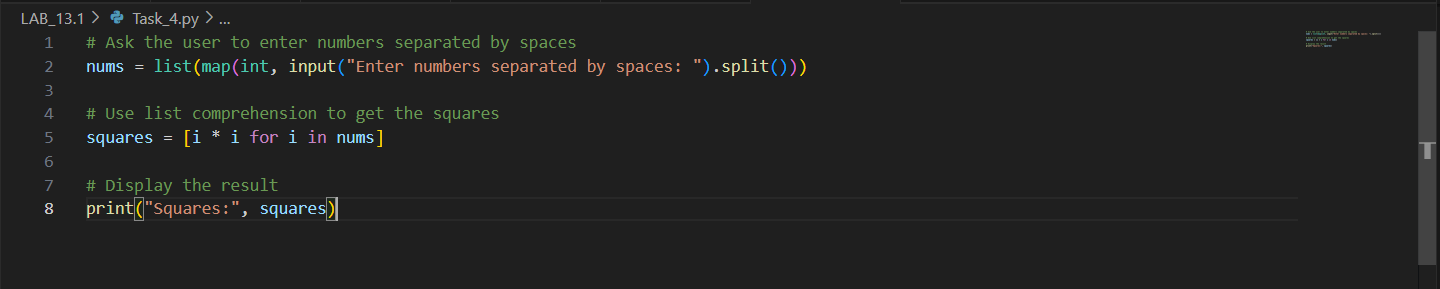 LAB_13.1 > Task_4.py > ...
1 # Ask the user to enter numbers separated by spaces
2 nums = list(map(int, input("Enter numbers separated by spaces: ").split()))
3
4 # Use list comprehension to get the squares
5 squares = [i * i for i in nums]
6
7 # Display the result
8 print("Squares:", squares)